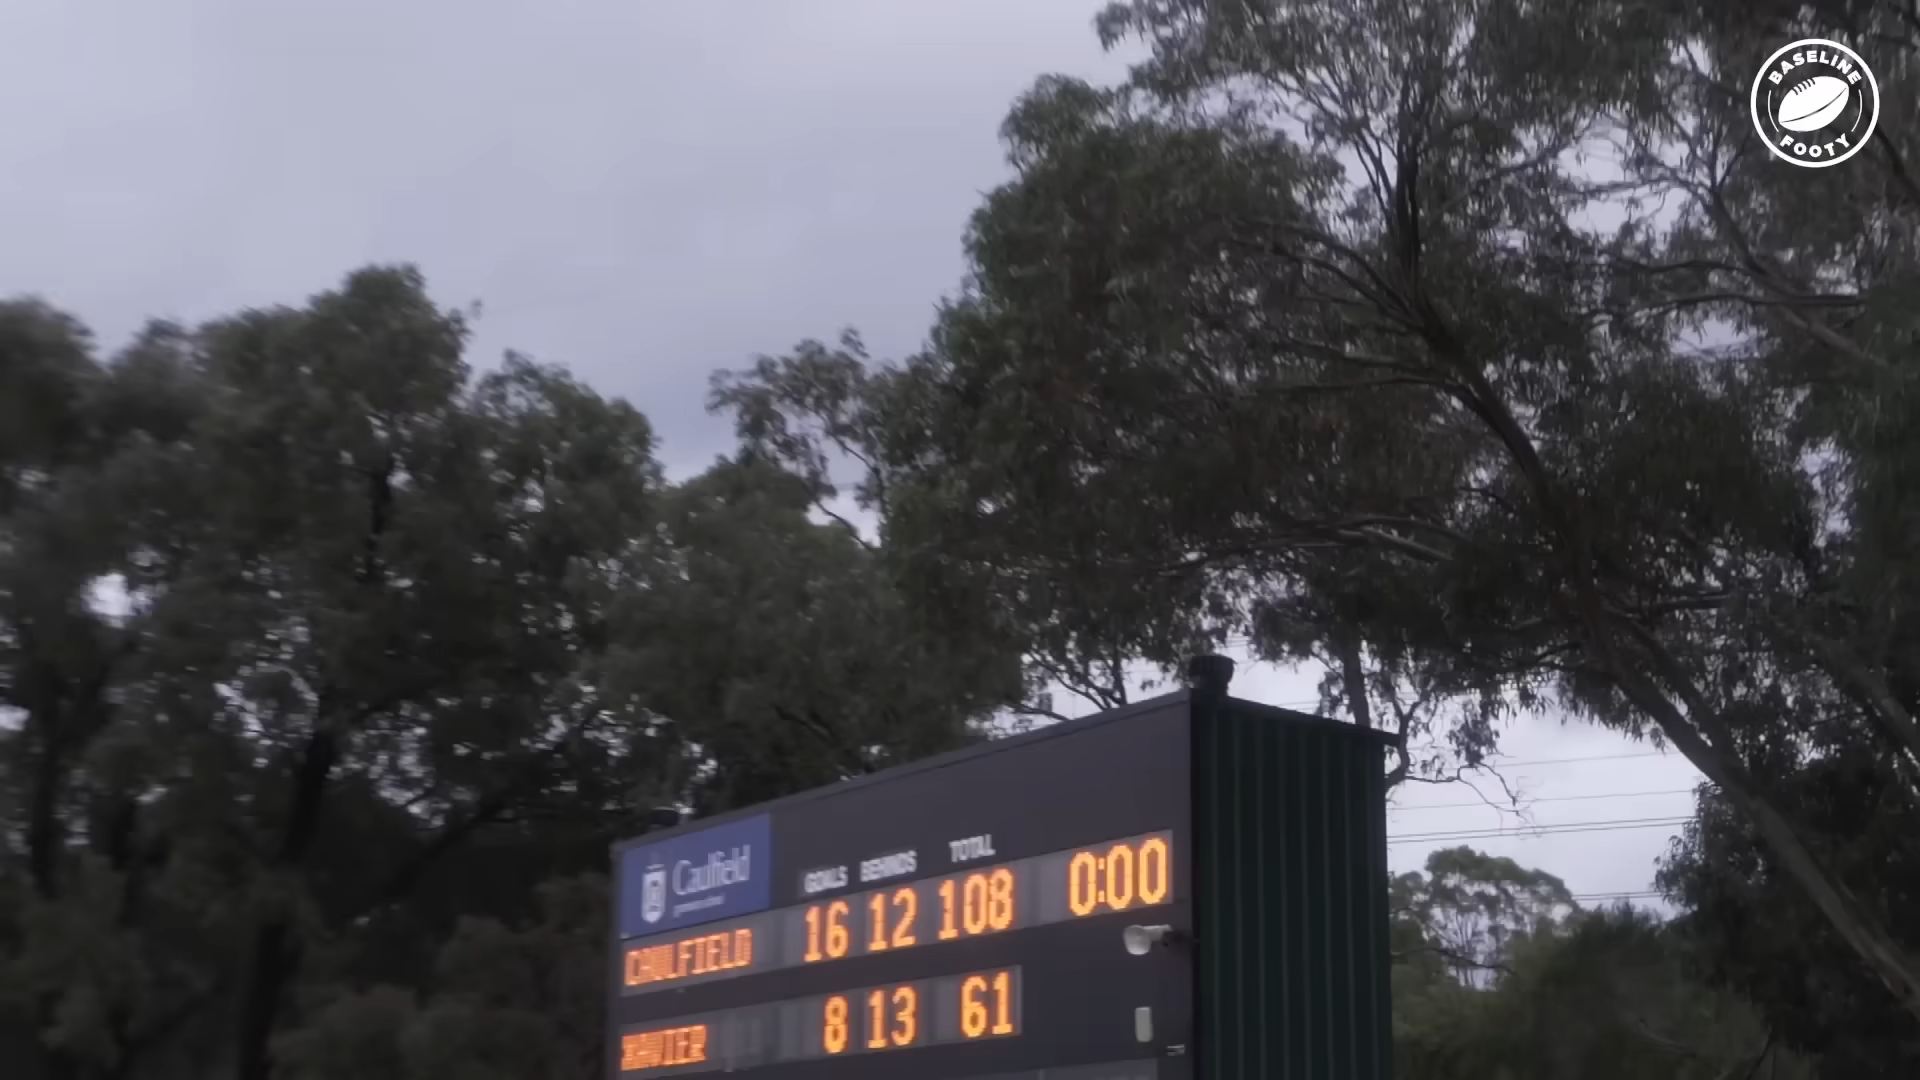 BASELINE
FOOTY
Caulfield
GOALS BEHINDS TOTAL
CAULFIELD 16 12 108 0:00
XAVIER 8 13 61